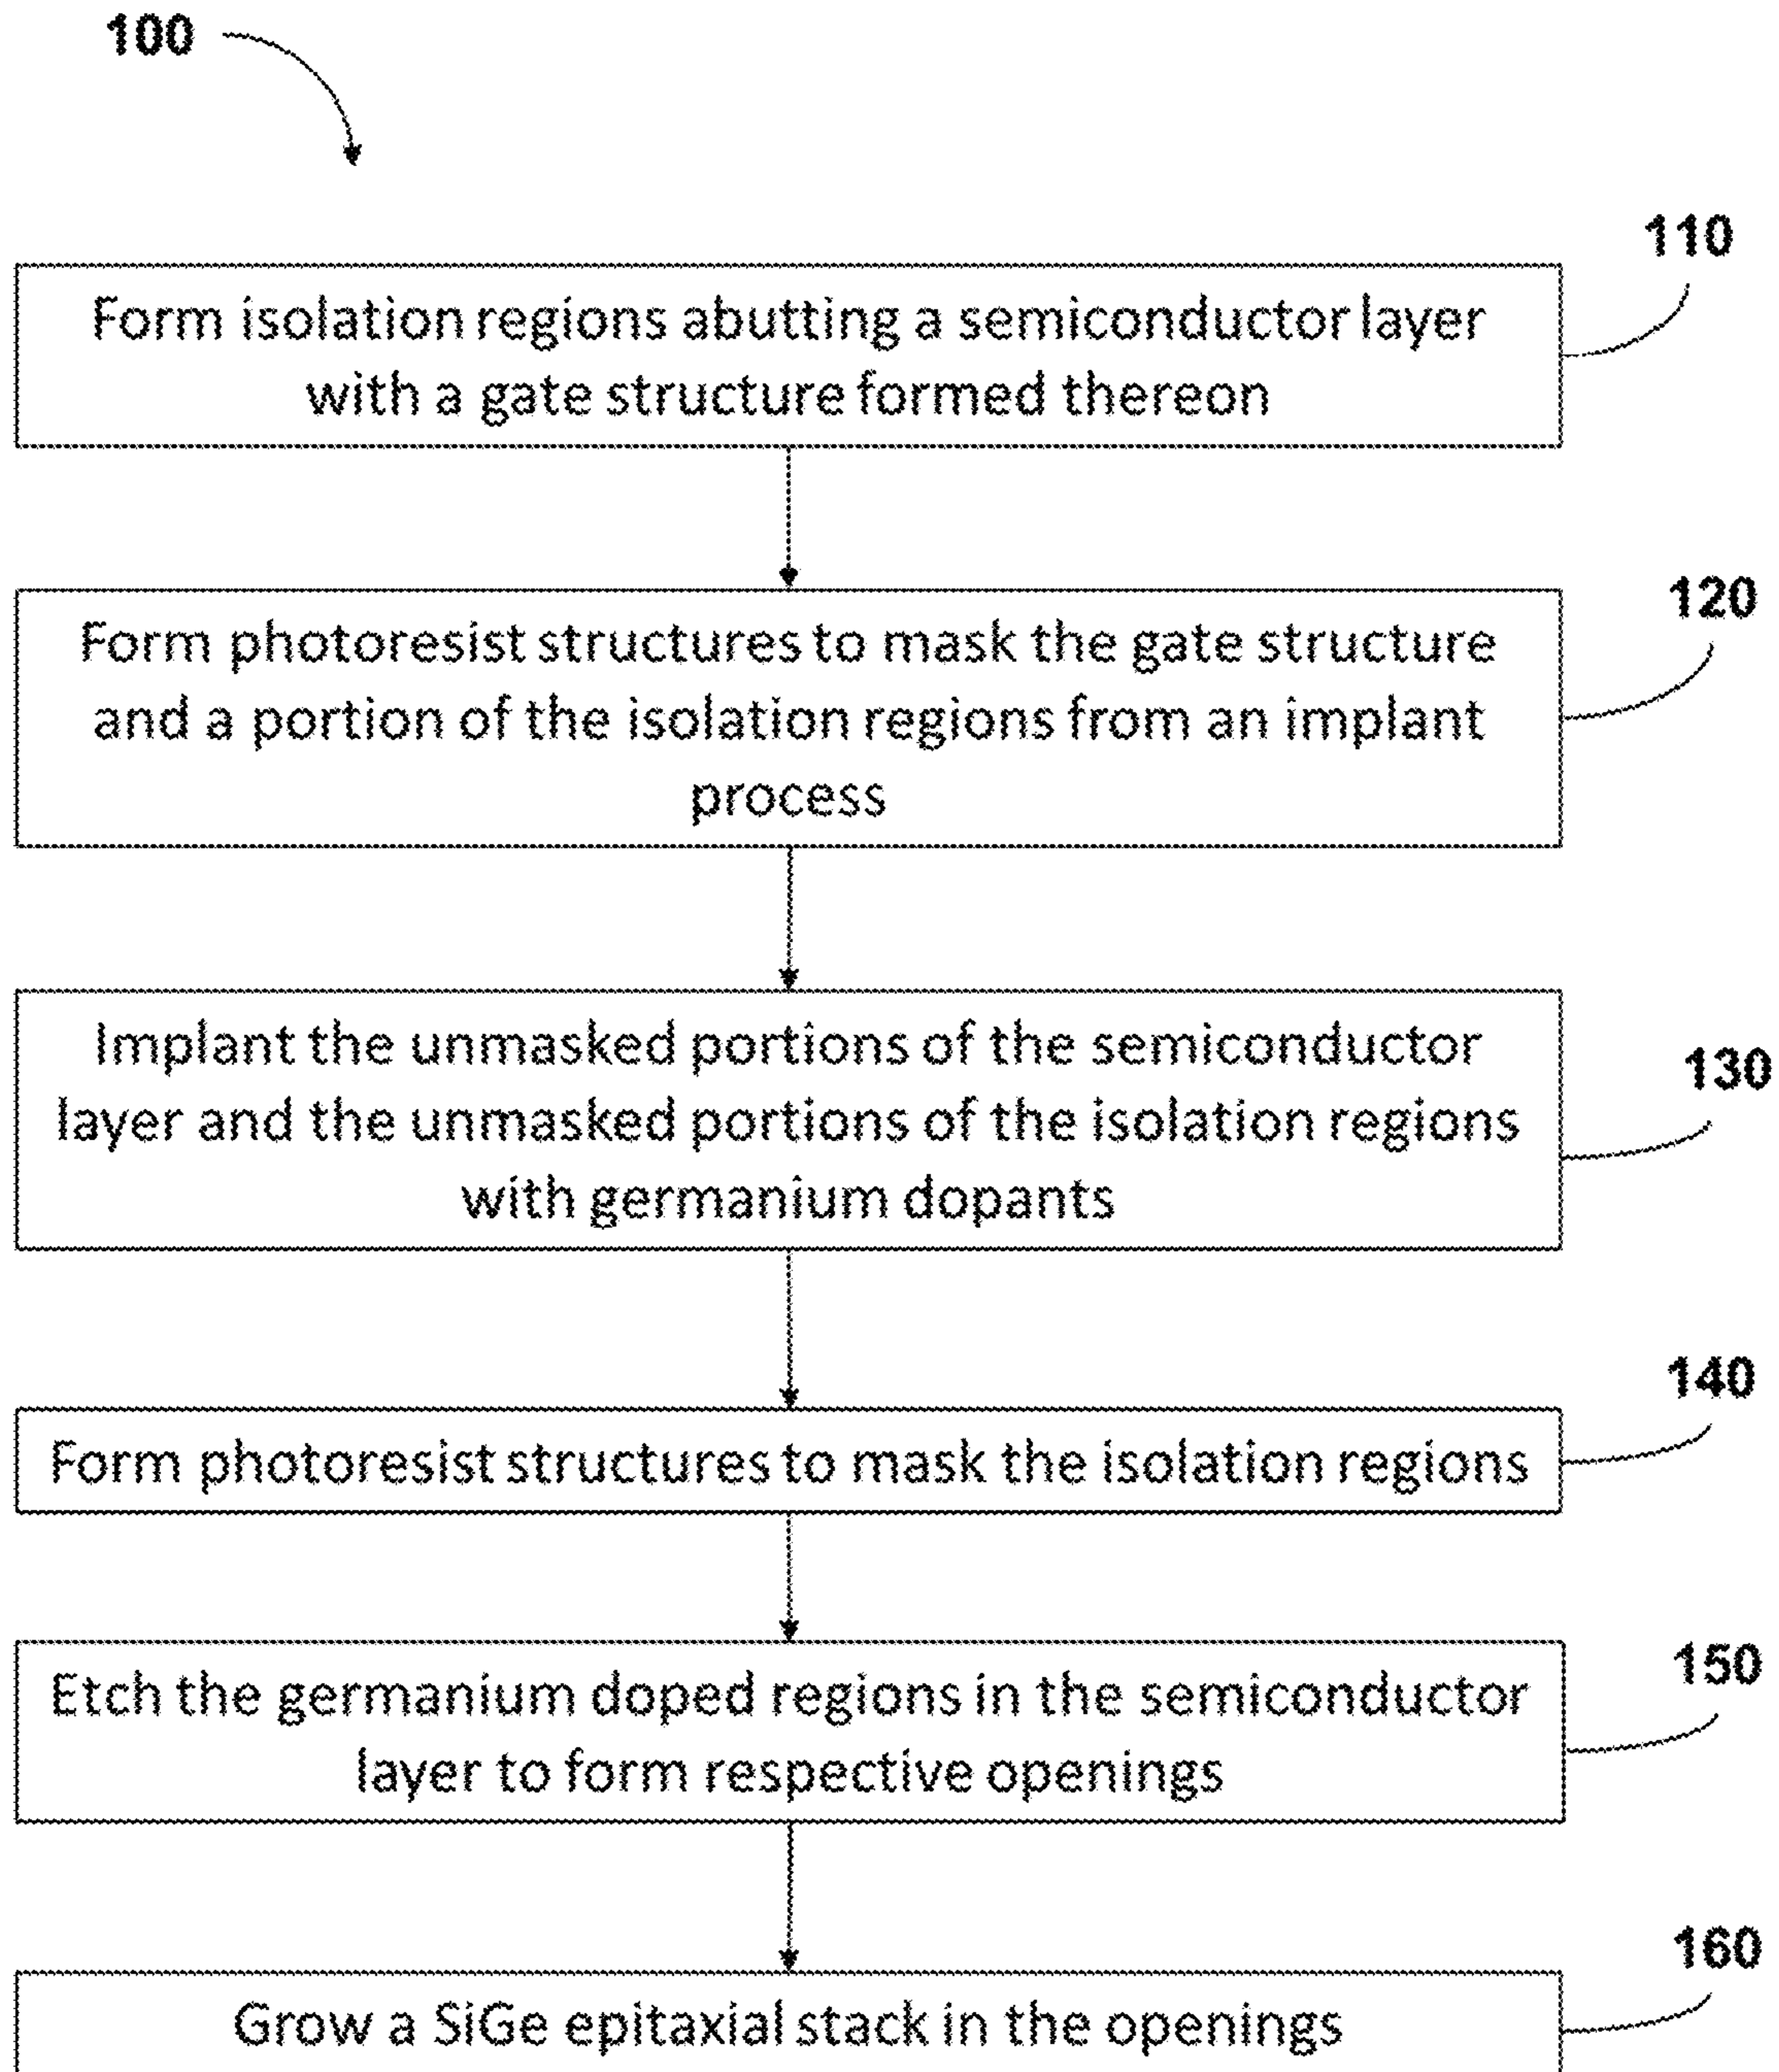 100
110
Form isolation regions abutting a semiconductor layer
with a gate structure formed thereon
120
Form photoresist structures to mask the gate structure
and a portion of the isolation regions from an implant
process
130
Implant the unmasked portions of the semiconductor
layer and the unmasked portions of the isolation regions
with germanium dopants
140
Form photoresist structures to mask the isolation regions
150
Etch the germanium doped regions in the semiconductor
layer to form respective openings
160
Grow a SiGe epitaxial stack in the openings